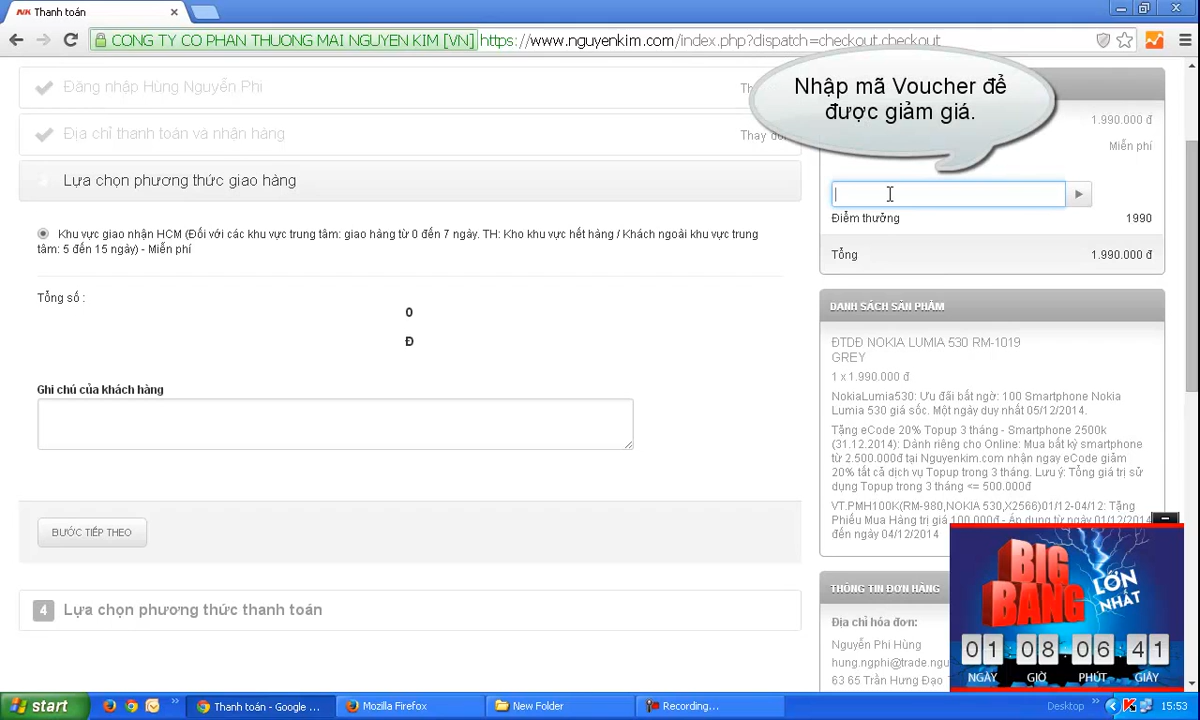 Thanh toán
CONG TY CO PHAN THUONG MAI NGUYEN KIM [VN] https://www.nguyenkim.com/index.php?dispatch=checkout.checkout
Đăng nhập Hùng Nguyễn Phi
Địa chỉ thanh toán và nhận hàng
Thay đổi
Lựa chọn phương thức giao hàng
Khu vực giao nhận HCM (Đối với các khu vực trung tâm: giao hàng từ 0 đến 7 ngày. TH: Kho khu vực hết hàng / Khách ngoài khu vực trung
tâm: 5 đến 15 ngày) - Miễn phí
Tổng số :
0
Đ
Ghi chú của khách hàng
BƯỚC TIẾP THEO
4 Lựa chọn phương thức thanh toán
Nhập mã Voucher để
được giảm giá.
1.990.000 đ
Miễn phí
Điểm thưởng 1990
Tổng 1.990.000 đ
DANH SÁCH SẢN PHẨM
ĐTDĐ NOKIA LUMIA 530 RM-1019
GREY
1 x 1.990.000 đ
NokiaLumia530: Ưu đãi bất ngờ: 100 Smartphone Nokia
Lumia 530 giá sốc. Một ngày duy nhất 05/12/2014.
Tặng eCode 20% Topup 3 tháng - Smartphone 2500k
(31.12.2014): Dành riêng cho Online: Mua bất kỳ smartphone
từ 2.500.000đ tại Nguyenkim.com nhận ngay eCode giảm
20% tất cả dịch vụ Topup trong 3 tháng. Lưu ý: Tổng giá trị sử
dụng Topup trong 3 tháng <= 500.000đ
VT.PMH100K(RM-980,NOKIA 530,X2566)01/12-04/12: Tặng
Phiếu Mua Hàng trị giá 100.000đ - Áp dụng từ ngày 01/12/2014
đến ngày 04/12/2014
THÔNG TIN ĐƠN HÀNG
Địa chỉ hóa đơn:
Nguyễn Phi Hùng
hung.ngphi@trade.ngu
63 65 Trần Hưng Đạo
BIG
BANG
LỚN
NHẤT
01 08 06 41
NGÀY GIỜ PHÚT GIÂY
start
Thanh toán - Google ...
Mozilla Firefox
New Folder
Recording...
Desktop
15:53